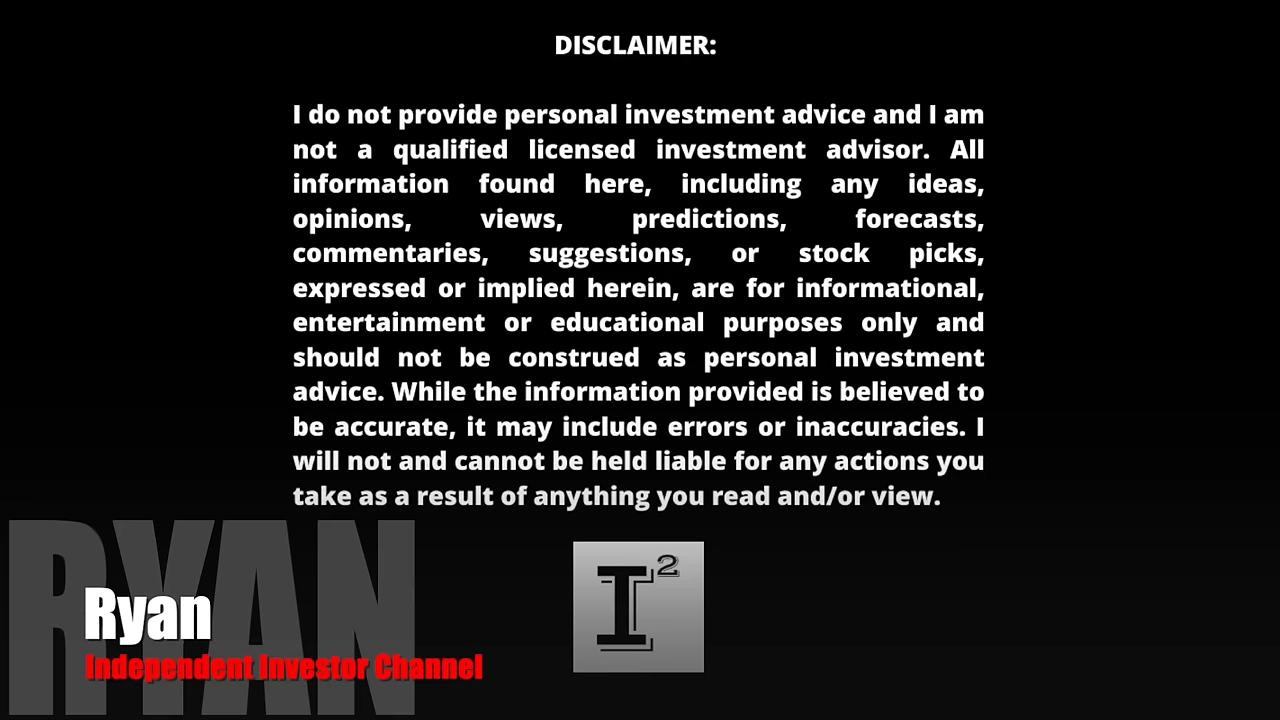 DISCLAIMER:
I do not provide personal investment advice and I am
not a qualified licensed investment advisor. All
information found here, including any ideas,
opinions, views, predictions, forecasts,
commentaries, suggestions, or stock picks,
expressed or implied herein, are for informational,
entertainment or educational purposes only and
should not be construed as personal investment
advice. While the information provided is believed to
be accurate, it may include errors or inaccuracies. I
will not and cannot be held liable for any actions you
take as a result of anything you read and/or view.
RYAN
Ryan
Independent Investor Channel
I²